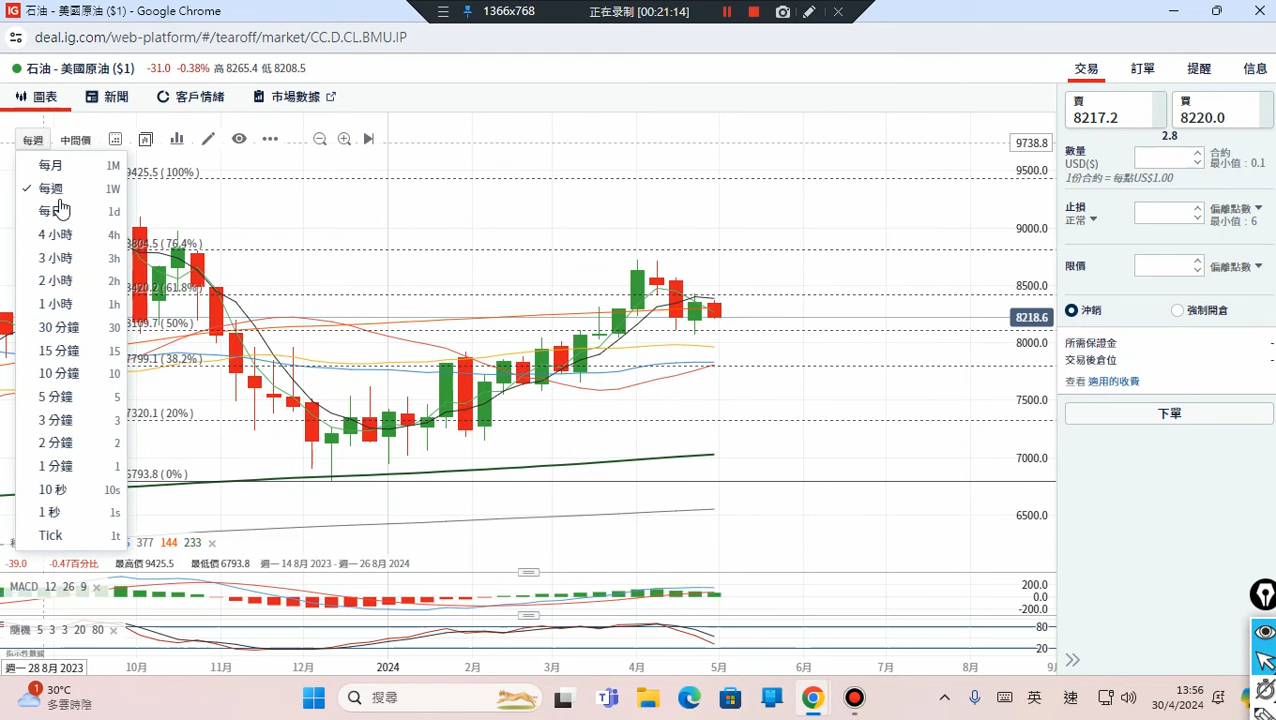 石油 - 美國原油 ($1) - Google Chrome
1366x768
正在录制 [00:21:14]
deal.ig.com/web-platform/#/tearoff/market/CC.D.CL.BMU.IP
石油 - 美國原油 ($1) -31.0 -0.38% 高 8265.4 低 8208.5
圖表 新聞 客戶情緒 市場數據
交易 訂單 提醒 信息
每週 中間價
每月 1M
每週 1W
每日 1d
4 小時 4h
3 小時 3h
2 小時 2h
1 小時 1h
30 分鐘 30
15 分鐘 15
10 分鐘 10
5 分鐘 5
3 分鐘 3
2 分鐘 2
1 分鐘 1
10 秒 10s
1 秒 1s
Tick 1t
9425.5 ( 100% )
8804.5 ( 76.4% )
8420.2 ( 61.8% )
8109.7 ( 50% )
7799.1 ( 38.2% )
7320.1 ( 20% )
6793.8 ( 0% )
9738.8
9500.0
9000.0
8500.0
8218.6
8000.0
7500.0
7000.0
6500.0
377 144 233
-39.0 -0.47百分比 最高價 9425.5 最低價 6793.8 週一 14 8月 2023 - 週一 26 8月 2024
MACD 12 26 9
200.0
0.0
-200.0
隨機 5 3 3 20 80
80
20
指示性數據
週一 28 8月 2023
10月 11月 12月 2024 2月 3月 4月 5月 6月 7月 8月 9
賣
8217.2
買
8220.0
2.8
數量
USD($)
合約
最小值 : 0.1
1份合約 = 每點US$1.00
止損
正常
偏離點數
最小值 : 6
限價
偏離點數
沖銷
強制開倉
所需保證金 -
交易後倉位
查看 適用的收費
下單
1
30°C
多雲時陰
搜尋
英
速
13:56
30/4/2024